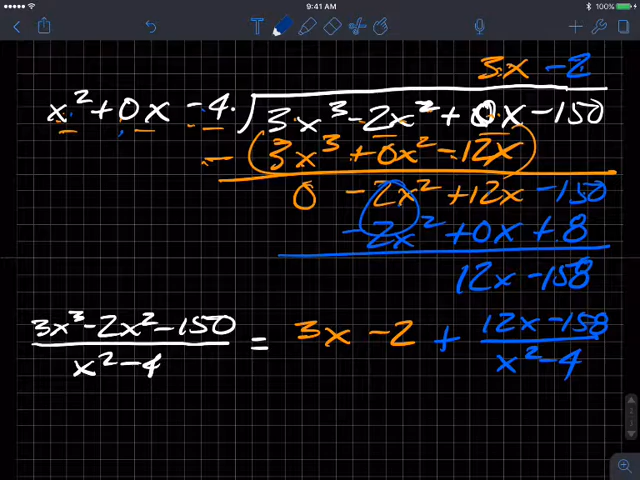 9:41 AM
100%
T
3x -2
x² + 0x - 4 √ 3x³ - 2x² + 0x - 150
- (3x³ + 0x² - 12x)
0 - 2x² + 12x - 150
- 2x² + 0x + 8
12x - 158
3x³ - 2x² - 150 / x² - 4 = 3x - 2 + 12x - 158 / x² - 4